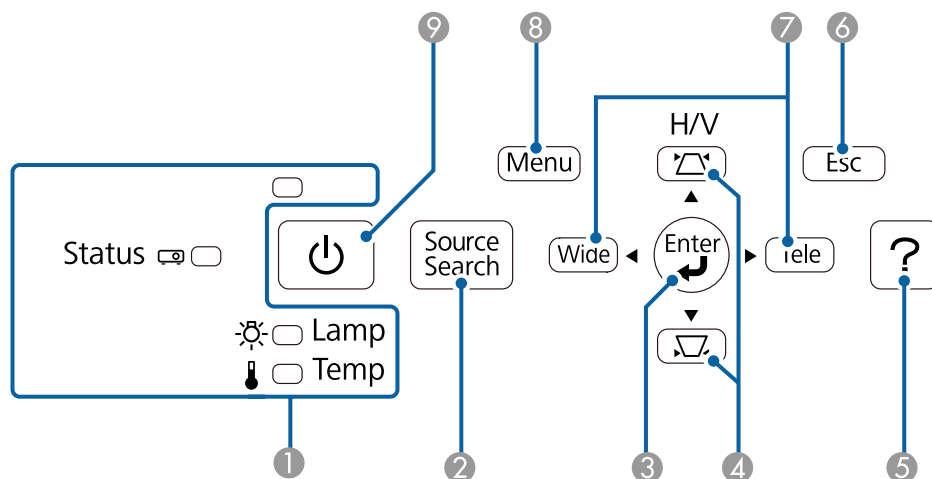 9
8
7
6
H/V
Menu
Esc
Status
Source
Search
Wide
Enter
Tele
?
Lamp
Temp
1
2
3
4
5